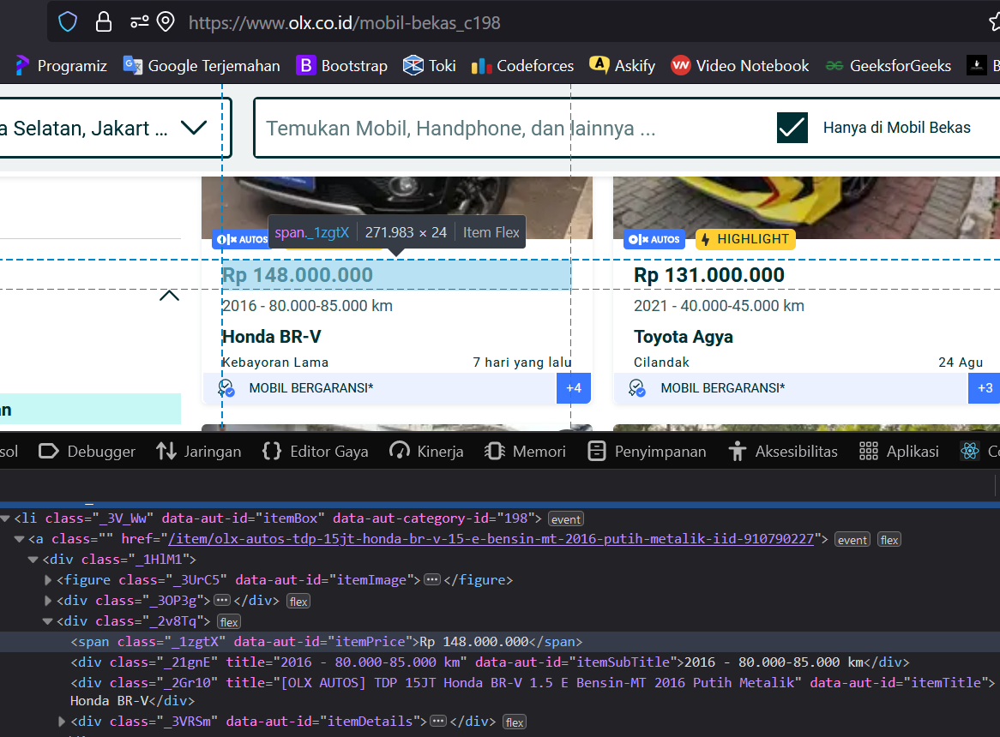 https://www.olx.co.id/mobil-bekas_c198
Programiz Google Terjemahan B Bootstrap Toki Codeforces Askify VN Video Notebook GeeksforGeeks B
a Selatan, Jakart ...
Temukan Mobil, Handphone, dan lainnya ...
Hanya di Mobil Bekas
span._1zgtX 271.983 × 24 Item Flex
OLX AUTOS
Rp 148.000.000
2016 - 80.000-85.000 km
Honda BR-V
Kebayoran Lama 7 hari yang lalu
MOBIL BERGARANSI* +4
OLX AUTOS HIGHLIGHT
Rp 131.000.000
2021 - 40.000-45.000 km
Toyota Agya
Cilandak 24 Agu
MOBIL BERGARANSI* +3
an
sol Debugger Jaringan {} Editor Gaya Kinerja Memori Penyimpanan Aksesibilitas Aplikasi Co
<li class="_3V_Ww" data-aut-id="itemBox" data-aut-category-id="198"> event
<a class="" href="/item/olx-autos-tdp-15jt-honda-br-v-15-e-bensin-mt-2016-putih-metalik-iid-910790227"> event flex
<div class="_1HlM1">
<figure class="_3UrC5" data-aut-id="itemImage">···</figure>
<div class="_3OP3g">···</div> flex
<div class="_2v8Tq"> flex
<span class="_1zgtX" data-aut-id="itemPrice">Rp 148.000.000</span>
<div class="_21gnE" title="2016 - 80.000-85.000 km" data-aut-id="itemSubTitle">2016 - 80.000-85.000 km</div>
<div class="_2Gr10" title="[OLX AUTOS] TDP 15JT Honda BR-V 1.5 E Bensin-MT 2016 Putih Metalik" data-aut-id="itemTitle">
Honda BR-V</div>
<div class="_3VRSm" data-aut-id="itemDetails">···</div> flex